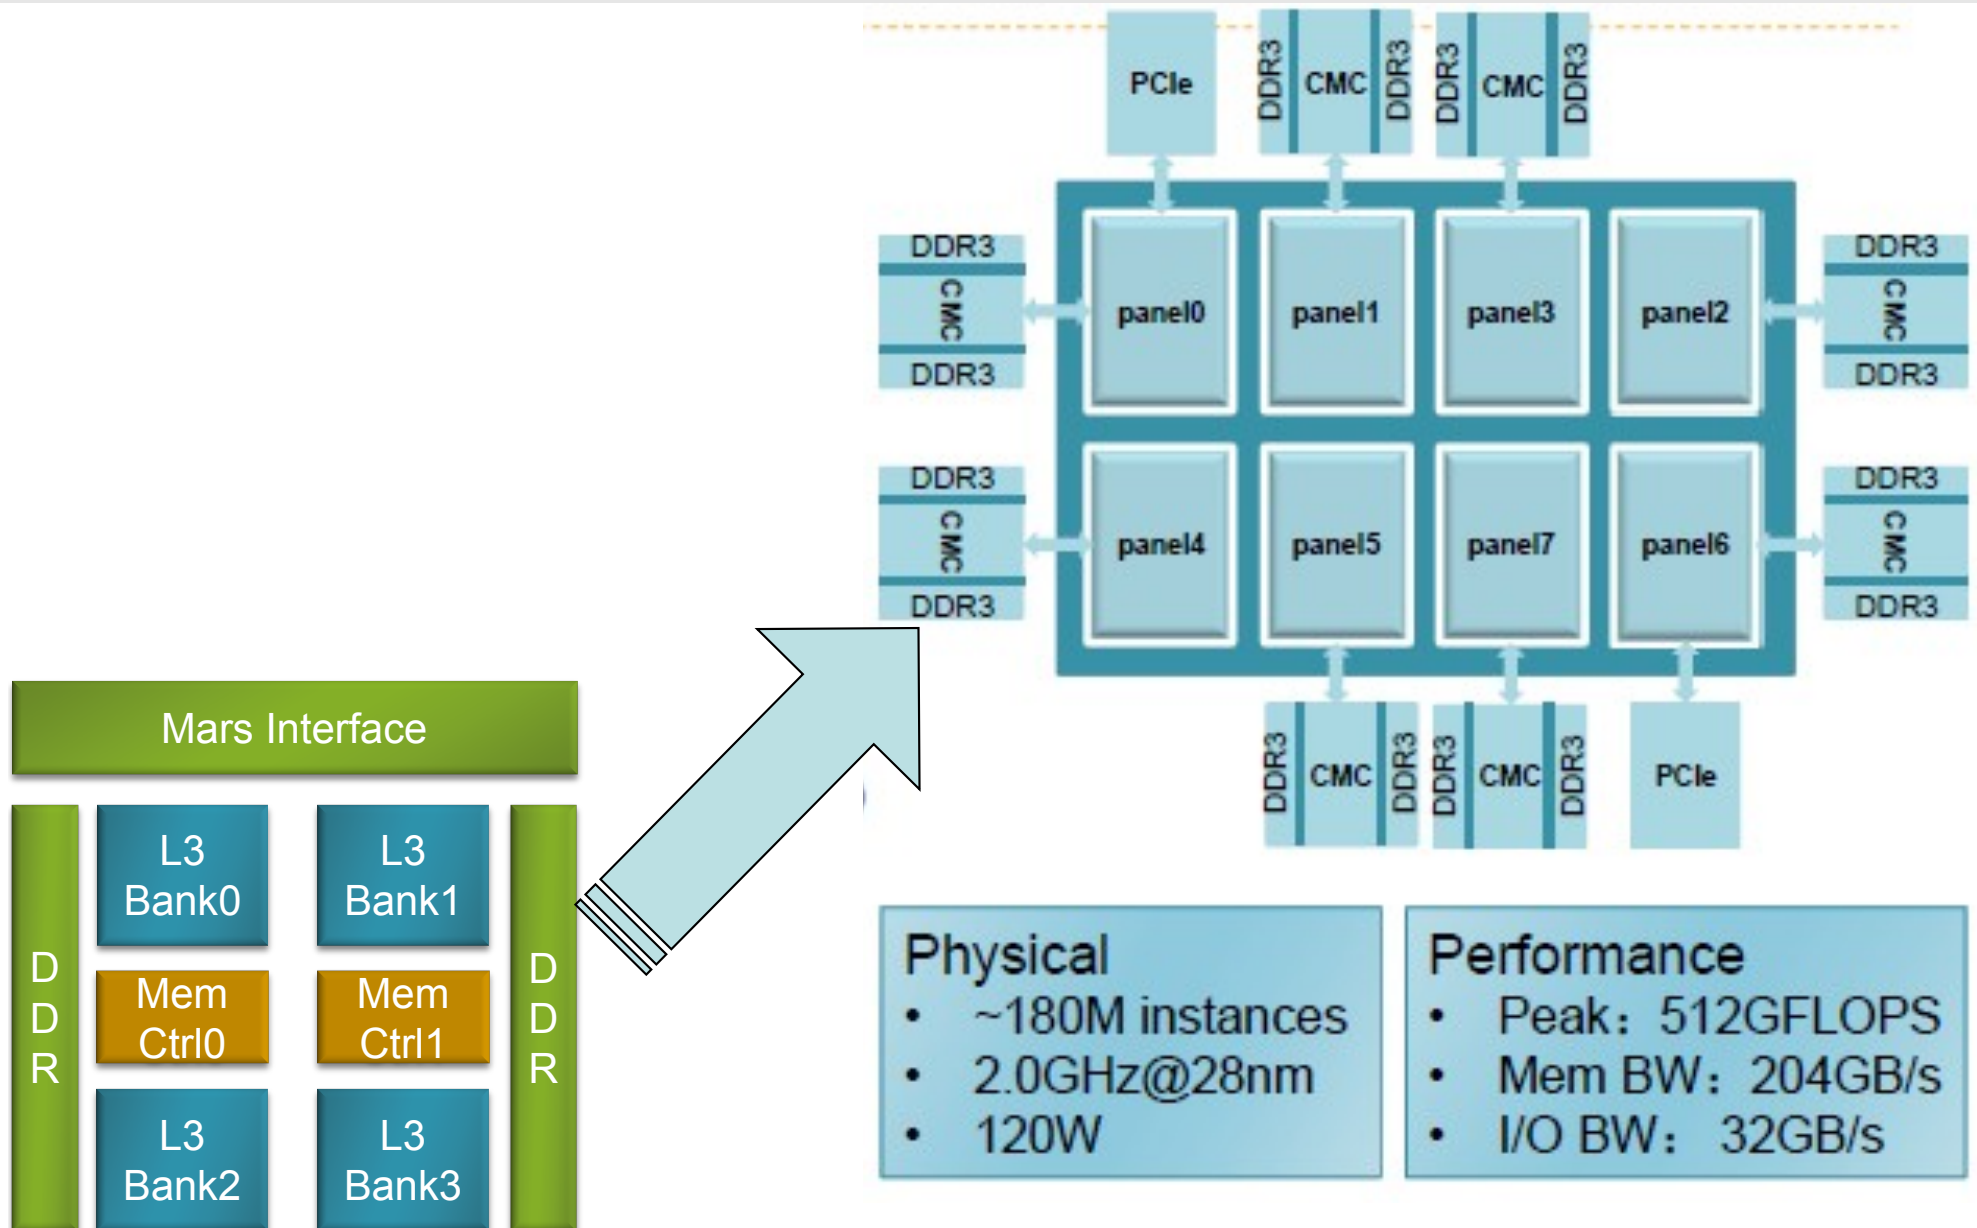 PCIe
DDR3
CMC
DDR3
DDR3
CMC
DDR3
DDR3
CMC
DDR3
panel0
panel1
panel3
panel2
DDR3
CMC
DDR3
DDR3
CMC
DDR3
panel4
panel5
panel7
panel6
DDR3
CMC
DDR3
DDR3
CMC
DDR3
DDR3
CMC
DDR3
PCIe
Mars Interface
DDR
L3
Bank0
L3
Bank1
Mem
Ctrl0
Mem
Ctrl1
L3
Bank2
L3
Bank3
DDR
Physical
• ~180M instances
• 2.0GHz@28nm
• 120W
Performance
• Peak：512GFLOPS
• Mem BW：204GB/s
• I/O BW： 32GB/s